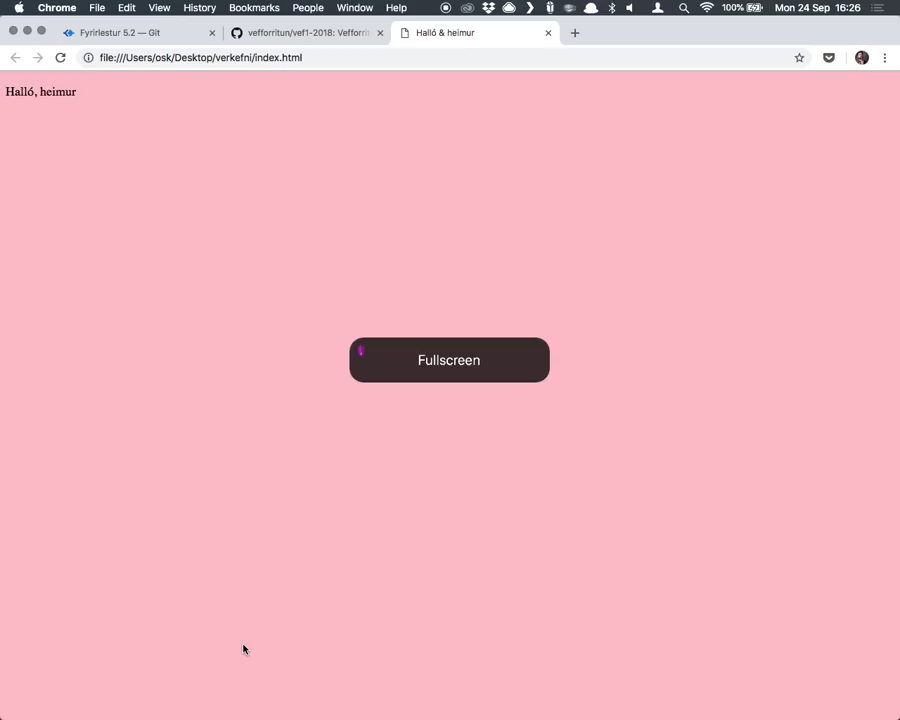 Chrome File Edit View History Bookmarks People Window Help 100% Mon 24 Sep 16:26
Fyrirlestur 5.2 — Git vefforritun/vef1-2018: Vefforrit Halló & heimur
file:///Users/osk/Desktop/verkefni/index.html
Halló, heimur
Fullscreen